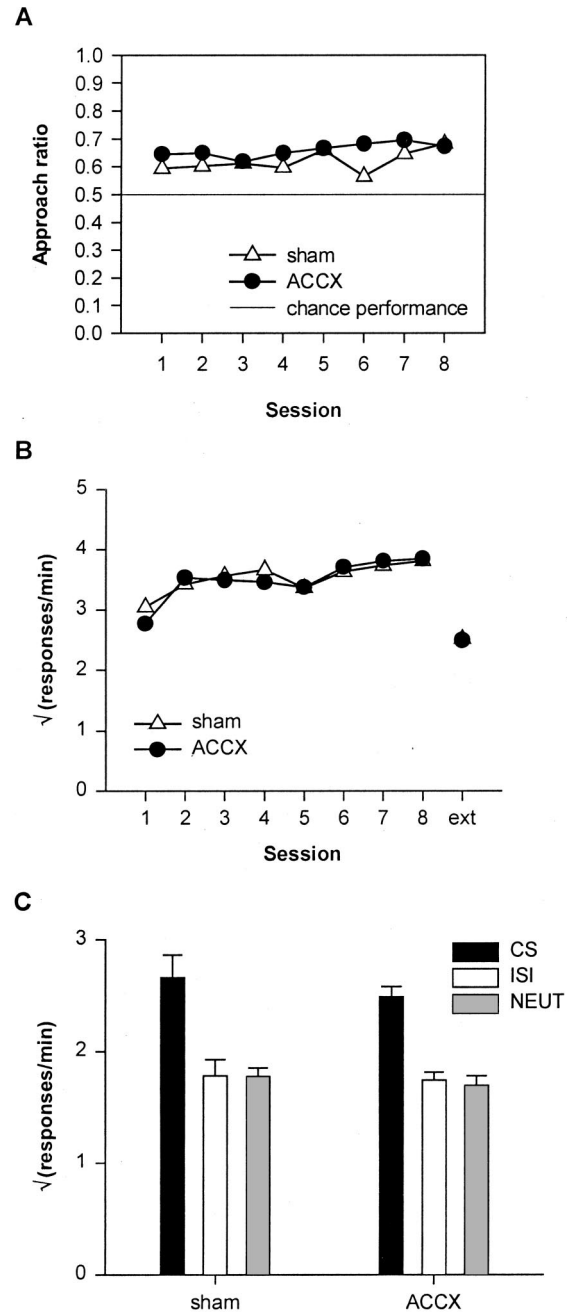 A
1.0
0.9
0.8
0.7
0.6
0.5
0.4
0.3
0.2
0.1
0.0
Approach ratio
sham
ACCX
chance performance
1 2 3 4 5 6 7 8
Session
B
5
4
3
2
1
0
√(responses/min)
sham
ACCX
1 2 3 4 5 6 7 8 ext
Session
C
3
2
1
0
√(responses/min)
CS
ISI
NEUT
sham ACCX